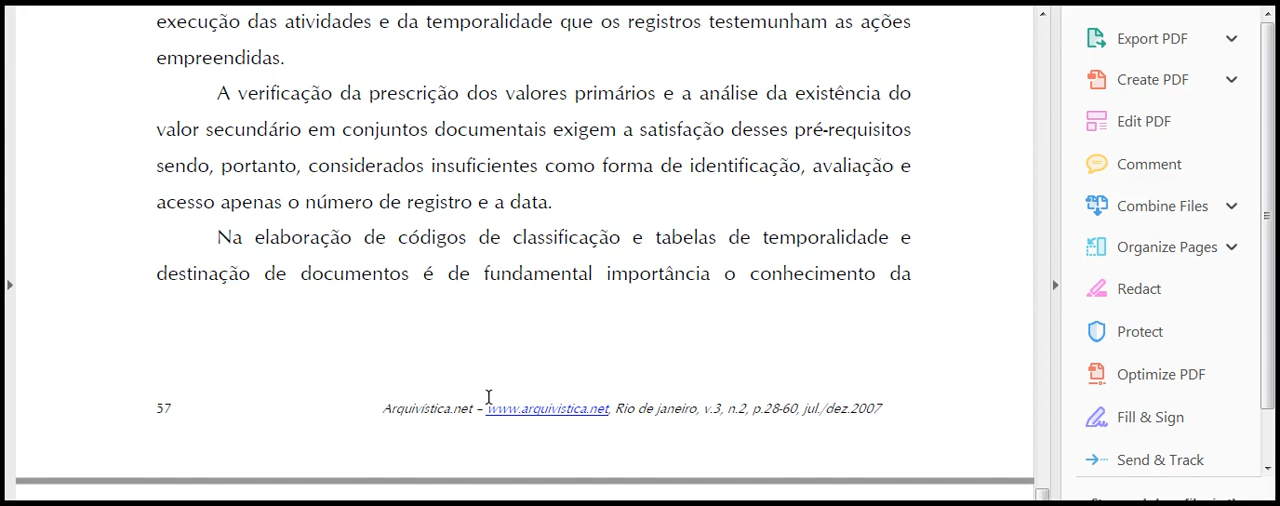 execução das atividades e da temporalidade que os registros testemunham as ações
empreendidas.
A verificação da prescrição dos valores primários e a análise da existência do
valor secundário em conjuntos documentais exigem a satisfação desses pré-requisitos
sendo, portanto, considerados insuficientes como forma de identificação, avaliação e
acesso apenas o número de registro e a data.
Na elaboração de códigos de classificação e tabelas de temporalidade e
destinação de documentos é de fundamental importância o conhecimento da
57 Arquivística.net – www.arquivistica.net, Rio de janeiro, v.3, n.2, p.28-60, jul./dez.2007
Export PDF
Create PDF
Edit PDF
Comment
Combine Files
Organize Pages
Redact
Protect
Optimize PDF
Fill & Sign
Send & Track